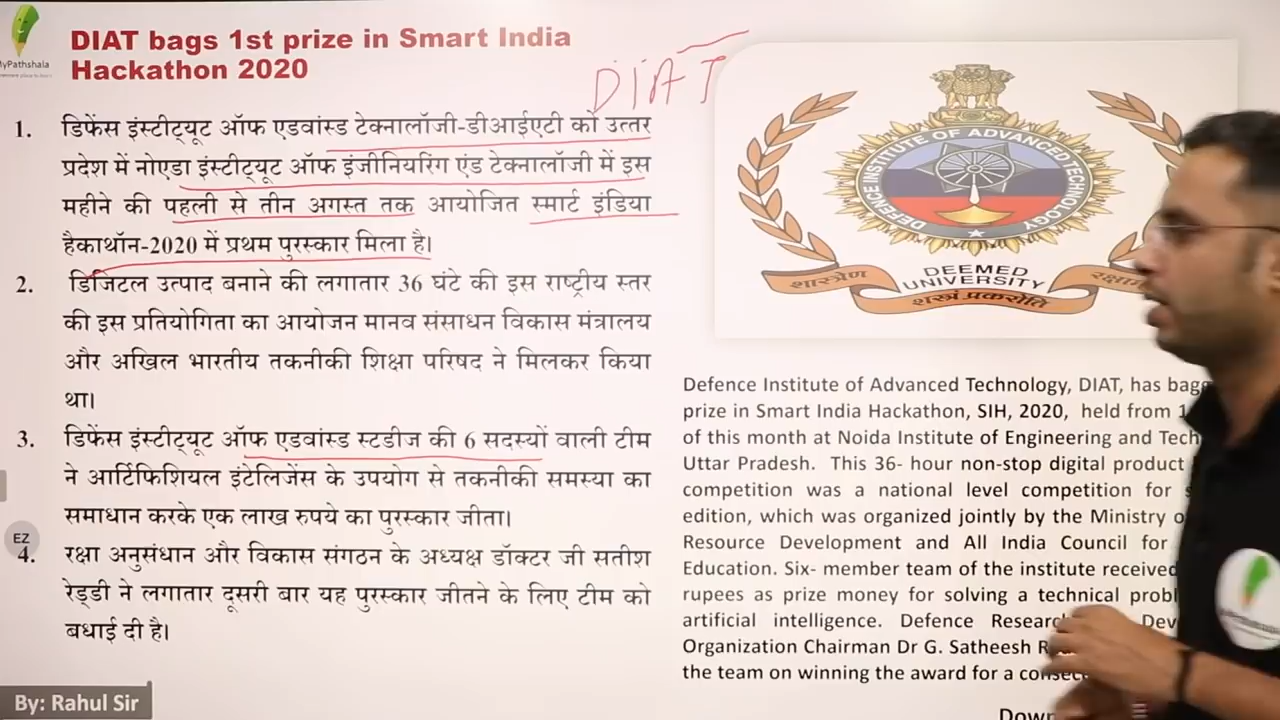 MyPathshala
DIAT bags 1st prize in Smart India
Hackathon 2020
DIAT
1. डिफेंस इंस्टीट्यूट ऑफ एडवांस्ड टेक्नालॉजी-डीआईएटी को उत्तर
प्रदेश में नोएडा इंस्टीट्यूट ऑफ इंजीनियरिंग एंड टेक्नालॉजी में इस
महीने की पहली से तीन अगस्त तक आयोजित स्मार्ट इंडिया
हैकाथॉन-2020 में प्रथम पुरस्कार मिला है।
2. डिजिटल उत्पाद बनाने की लगातार 36 घंटे की इस राष्ट्रीय स्तर
की इस प्रतियोगिता का आयोजन मानव संसाधन विकास मंत्रालय
और अखिल भारतीय तकनीकी शिक्षा परिषद ने मिलकर किया
था।
3. डिफेंस इंस्टीट्यूट ऑफ एडवांस्ड स्टडीज की 6 सदस्यों वाली टीम
ने आर्टिफिशियल इंटेलिजेंस के उपयोग से तकनीकी समस्या का
समाधान करके एक लाख रुपये का पुरस्कार जीता।
EZ
4. रक्षा अनुसंधान और विकास संगठन के अध्यक्ष डॉक्टर जी सतीश
रेड्डी ने लगातार दूसरी बार यह पुरस्कार जीतने के लिए टीम को
बधाई दी है।
By: Rahul Sir
DEFENCE INSTITUTE OF ADVANCED TECHNOLOGY
DEEMED
UNIVERSITY
शास्त्रेण
रक्षण
शस्त्रं प्रकरोति
Defence Institute of Advanced Technology, DIAT, has bag
prize in Smart India Hackathon, SIH, 2020, held from 1
of this month at Noida Institute of Engineering and Tech
Uttar Pradesh. This 36- hour non-stop digital product
competition was a national level competition for
edition, which was organized jointly by the Ministry o
Resource Development and All India Council for
Education. Six- member team of the institute received
rupees as prize money for solving a technical probl
artificial intelligence. Defence Researc Dev
Organization Chairman Dr G. Satheesh R
the team on winning the award for a consec
Down